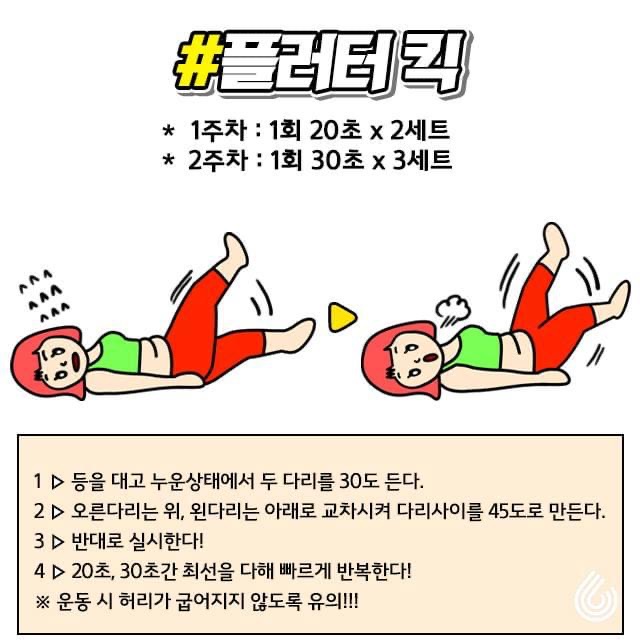 #플러터 킥
* 1주차 : 1회 20초 x 2세트
* 2주차 : 1회 30초 x 3세트
1 ▷ 등을 대고 누운상태에서 두 다리를 30도 든다.
2 ▷ 오른다리는 위, 왼다리는 아래로 교차시켜 다리사이를 45도로 만든다.
3 ▷ 반대로 실시한다!
4 ▷ 20초, 30초간 최선을 다해 빠르게 반복한다!
※ 운동 시 허리가 굽어지지 않도록 유의!!!